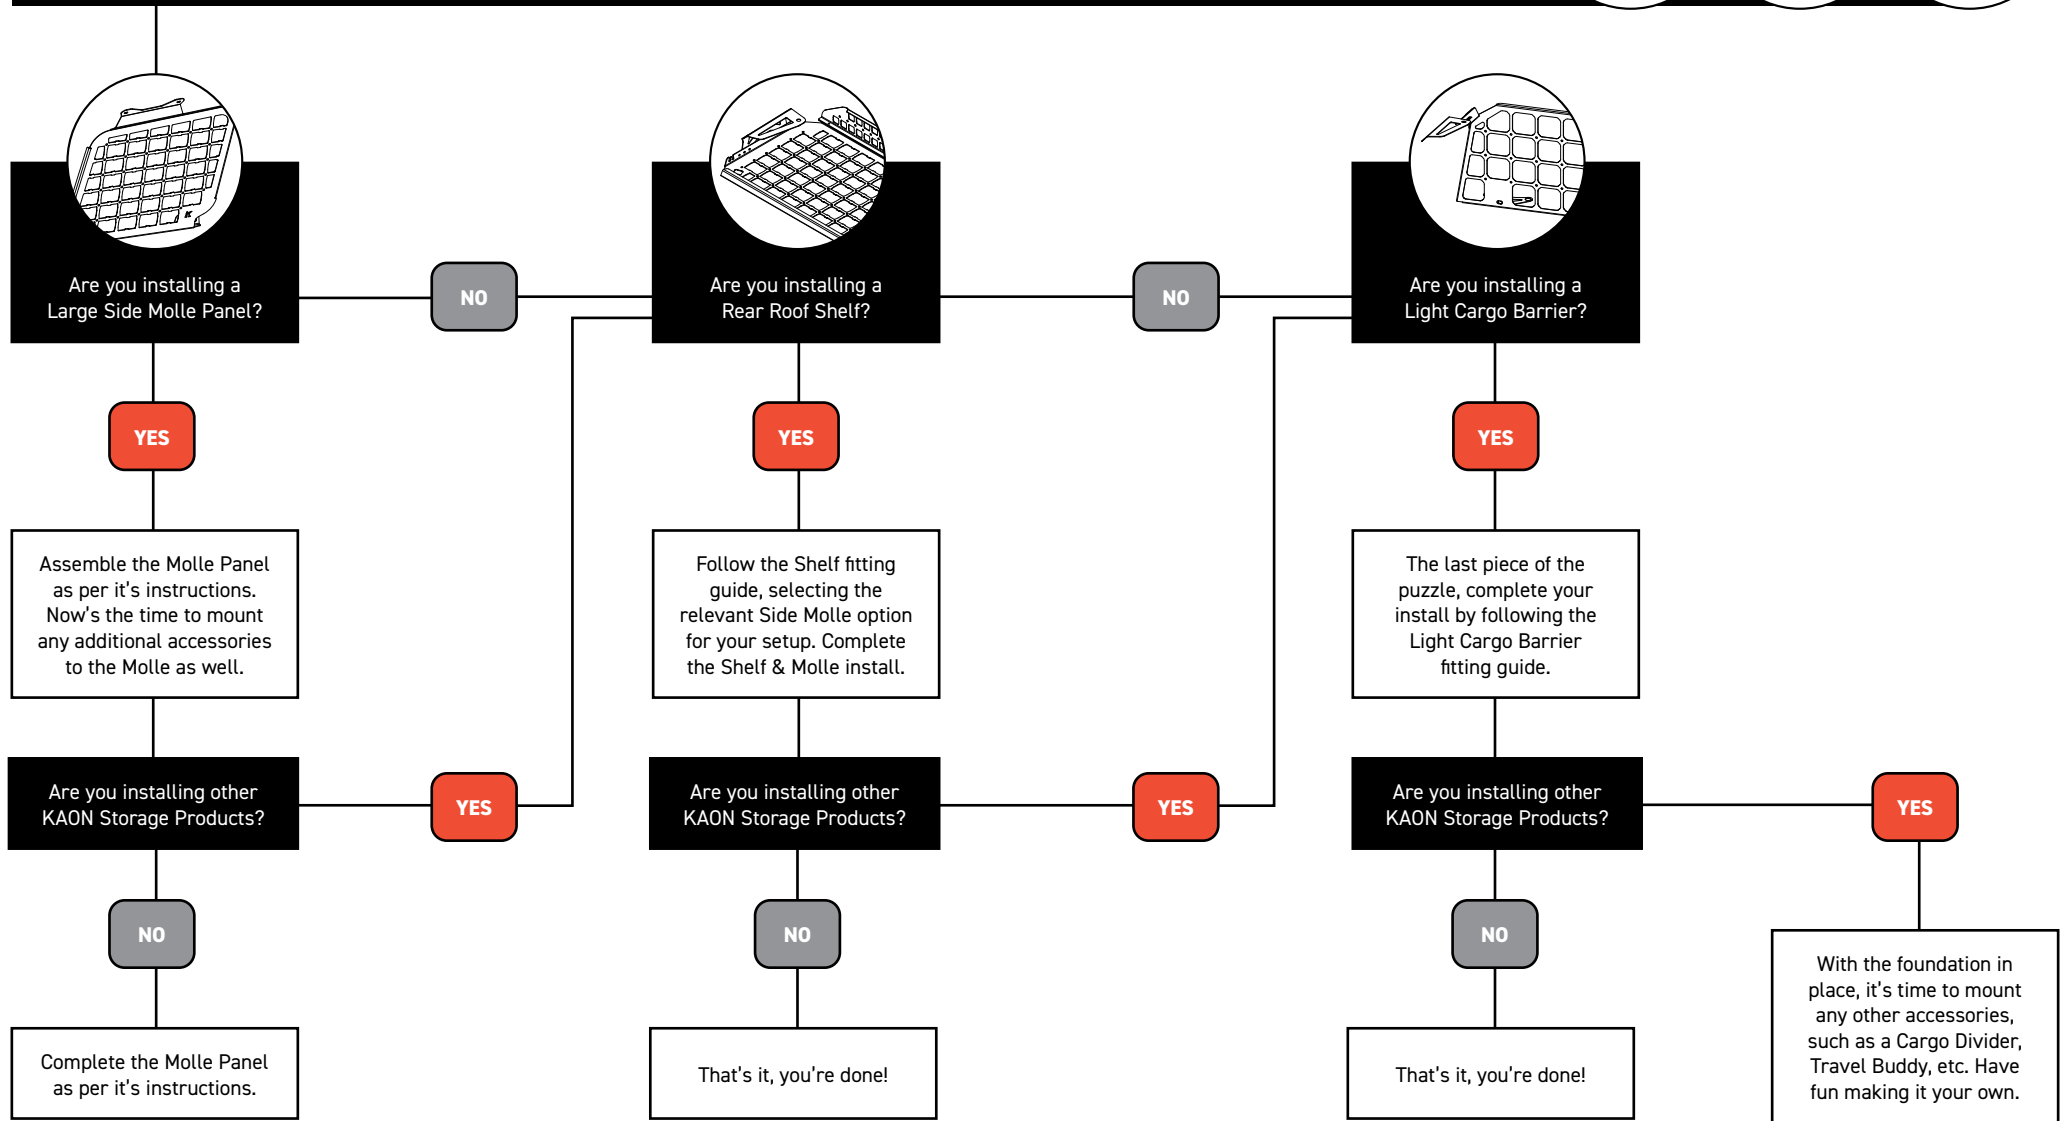 Are you installing a
Large Side Molle Panel?
NO
YES
Assemble the Molle Panel
as per it's instructions.
Now's the time to mount
any additional accessories
to the Molle as well.
Are you installing other
KAON Storage Products?
YES
NO
Complete the Molle Panel
as per it's instructions.
Are you installing a
Rear Roof Shelf?
NO
YES
Follow the Shelf fitting
guide, selecting the
relevant Side Molle option
for your setup. Complete
the Shelf & Molle install.
Are you installing other
KAON Storage Products?
YES
NO
That's it, you're done!
Are you installing a
Light Cargo Barrier?
YES
The last piece of the
puzzle, complete your
install by following the
Light Cargo Barrier
fitting guide.
Are you installing other
KAON Storage Products?
YES
NO
That's it, you're done!
With the foundation in
place, it's time to mount
any other accessories,
such as a Cargo Divider,
Travel Buddy, etc. Have
fun making it your own.